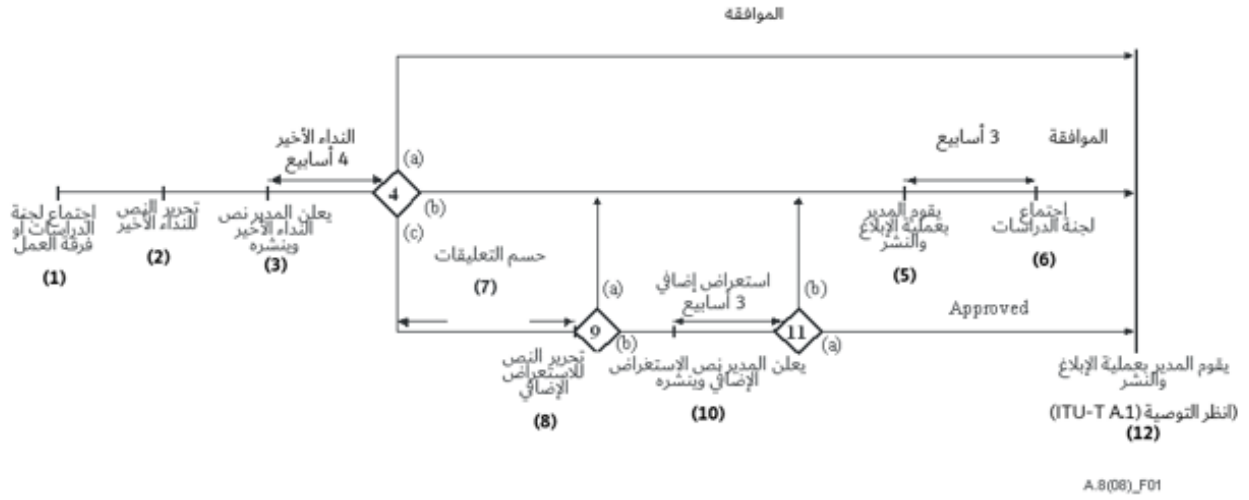 الموافقة
النداء الأخير
4 أسابيع
3 أسابيع
الموافقة
(a)
4
(b)
(c)
اجتماع لجنة
الدراسات أو
فرقة العمل
(1)
تحرير النص
للنداء الأخير
(2)
يعلن المدير نص
النداء الأخير
وينشره
(3)
يقوم المدير
بعملية الإبلاغ
والنشر
(5)
اجتماع
لجنة الدراسات
(6)
حسم التعليقات
(7)
(a)
9
(b)
استعراض إضافي
3 أسابيع
(b)
11
(a)
Approved
تحرير النص
للاستعراض
الإضافي
(8)
يعلن المدير نص الاستغراض
الإضافي وينشره
(10)
يقوم المدير بعملية الإبلاغ
والنشر
(انظر التوصية ITU-T A.1)
(12)
A.8(08)_F01